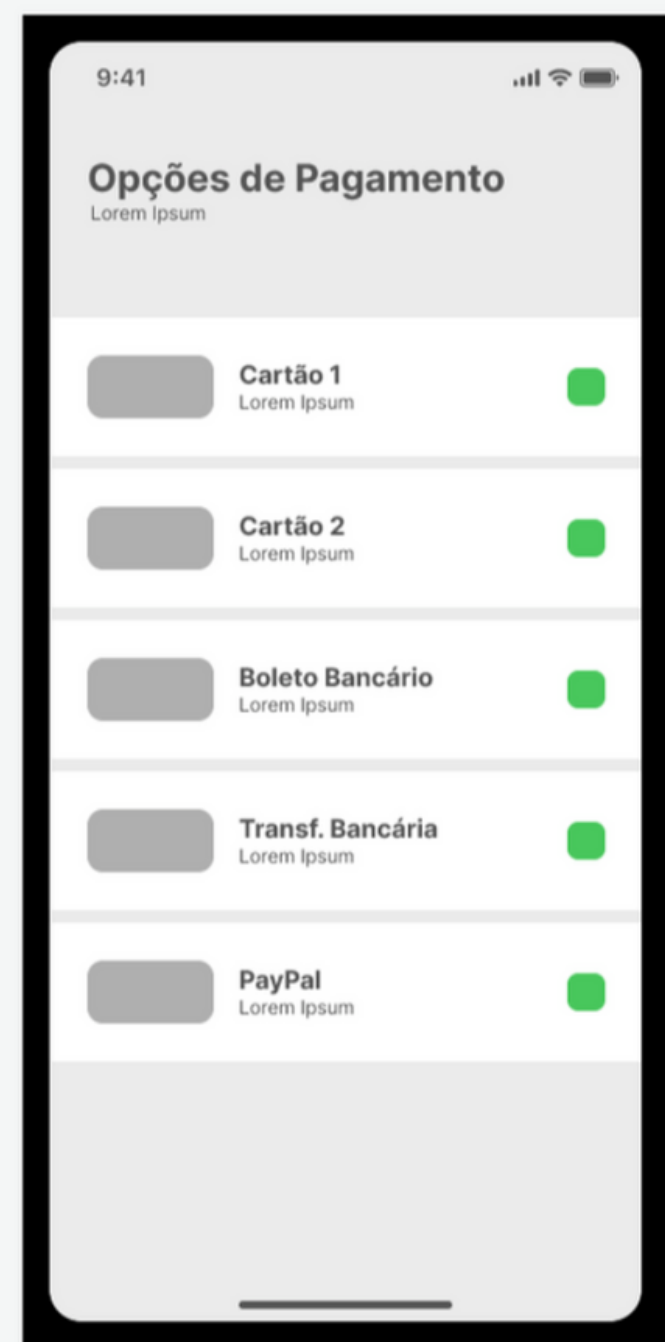 9:41
Opções de Pagamento
Lorem Ipsum
Cartão 1
Lorem Ipsum
Cartão 2
Lorem Ipsum
Boleto Bancário
Lorem Ipsum
Transf. Bancária
Lorem Ipsum
PayPal
Lorem Ipsum